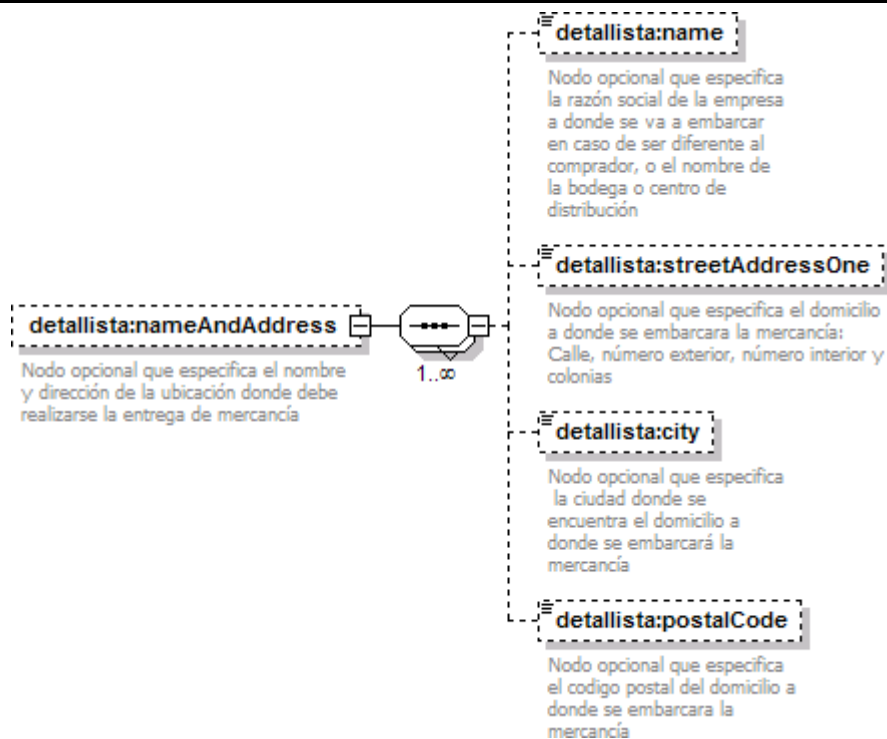 detallista:name
Nodo opcional que especifica
la razón social de la empresa
a donde se va a embarcar
en caso de ser diferente al
comprador, o el nombre de
la bodega o centro de
distribución
detallista:streetAddressOne
Nodo opcional que especifica el domicilio
a donde se embarcara la mercancía:
Calle, número exterior, número interior y
colonias
detallista:nameAndAddress
Nodo opcional que especifica el nombre
y dirección de la ubicación donde debe
realizarse la entrega de mercancía
1..∞
detallista:city
Nodo opcional que especifica
la ciudad donde se
encuentra el domicilio a
donde se embarcará la
mercancía
detallista:postalCode
Nodo opcional que especifica
el codigo postal del domicilio a
donde se embarcara la
mercancía